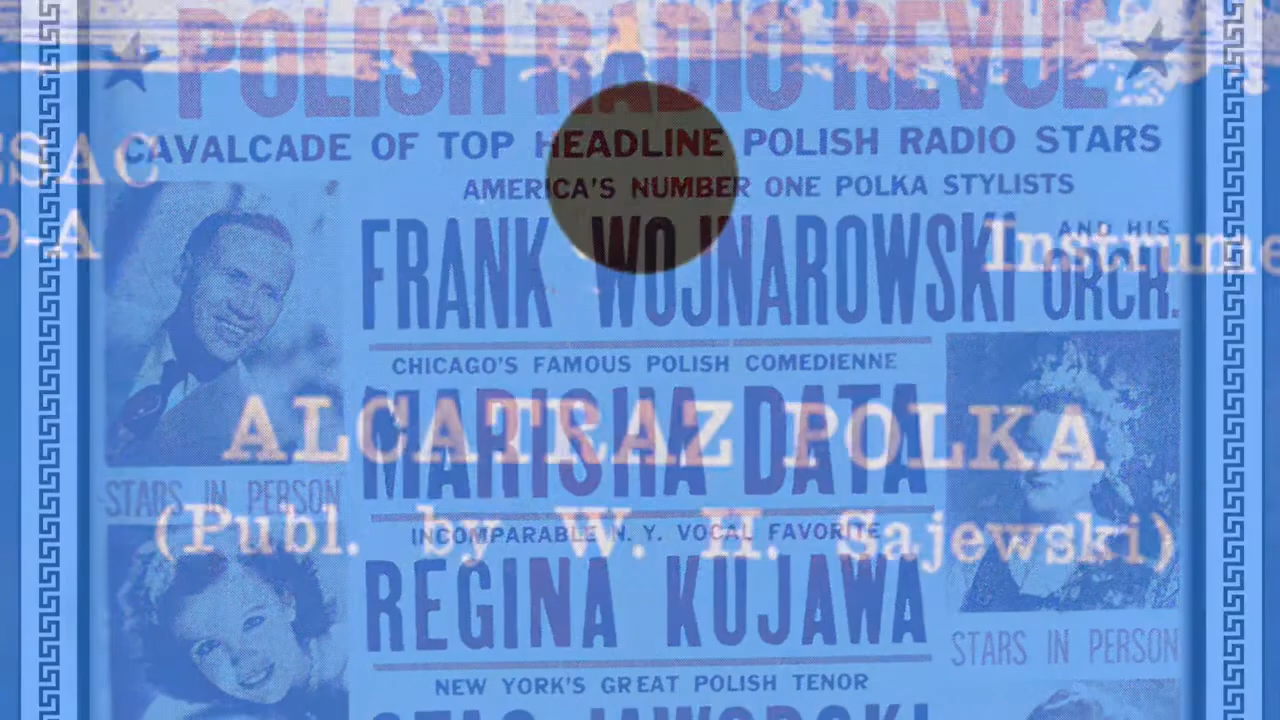 POLISH RADIO REVUE
CAVALCADE OF TOP HEADLINE POLISH RADIO STARS
AMERICA'S NUMBER ONE POLKA STYLISTS
SAC
9-A
FRANK WOJNAROWSKI AND HIS ORCH.
Instrume
CHICAGO'S FAMOUS POLISH COMEDIENNE
MARISHA DATA
ALCATRAZ POLKA
STARS IN PERSON
(Publ. by W. H. Sajewski)
INCOMPARABLE N. Y. VOCAL FAVORITE
REGINA KUJAWA
STARS IN PERSON
NEW YORK'S GREAT POLISH TENOR